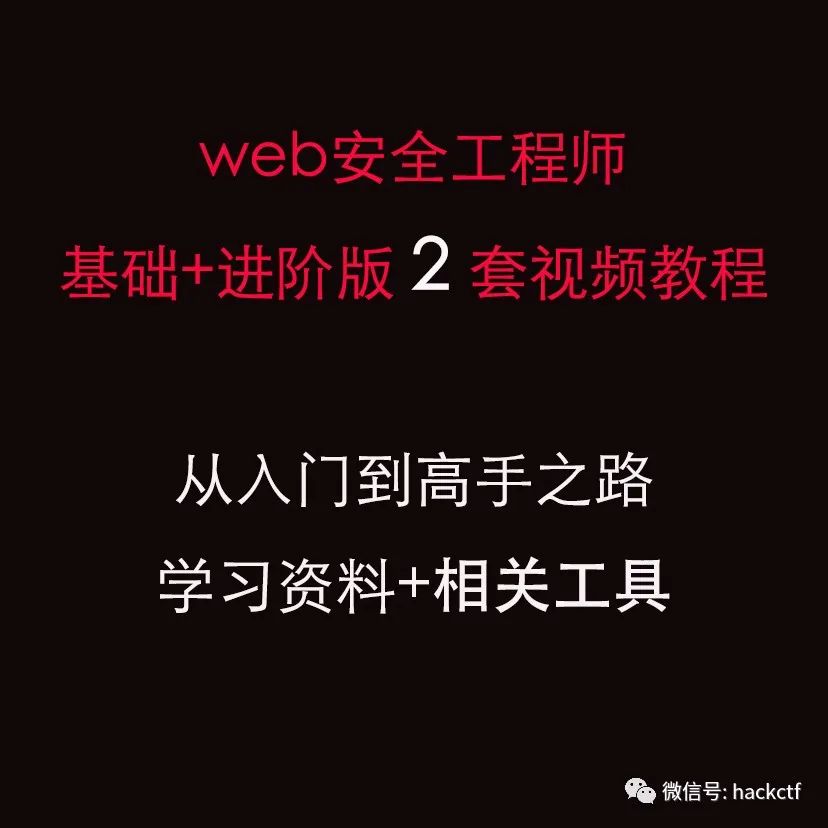 web安全工程师
基础+进阶版 2 套视频教程
从入门到高手之路
学习资料+相关工具
微信号: hackctf